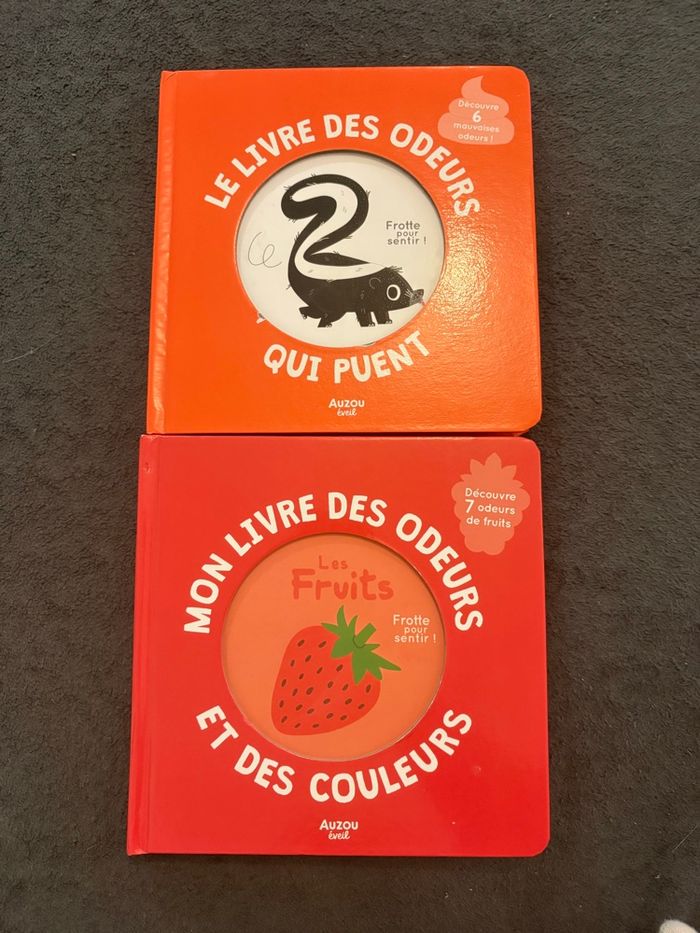 Découvre
6
mauvaises
odeurs !
LE LIVRE DES ODEURS
Frotte
pour
sentir !
QUI PUENT
AUZOU
éveil
Découvre
7 odeurs
de fruits
MON LIVRE DES ODEURS
Les
Fruits
Frotte
pour
sentir !
ET DES COULEURS
AUZOU
éveil